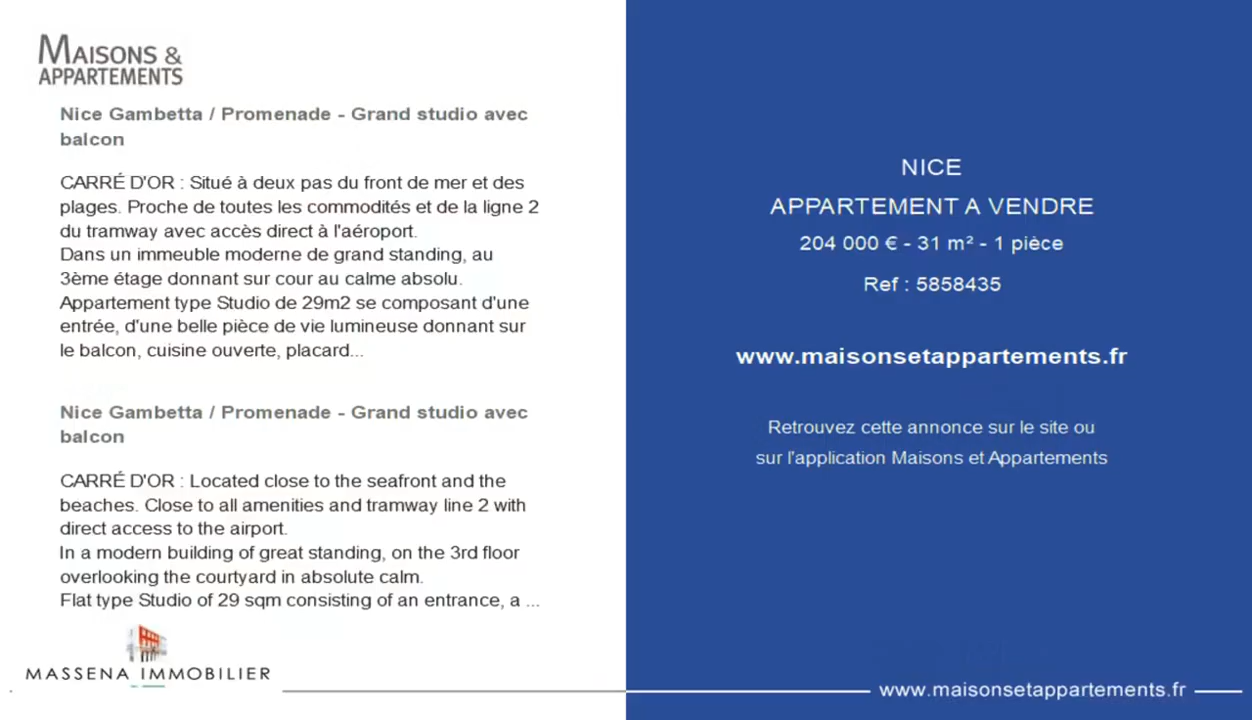 MAISONS &
APPARTEMENTS
Nice Gambetta / Promenade - Grand studio avec
balcon
CARRÉ D'OR : Situé à deux pas du front de mer et des
plages. Proche de toutes les commodités et de la ligne 2
du tramway avec accès direct à l'aéroport.
Dans un immeuble moderne de grand standing, au
3ème étage donnant sur cour au calme absolu.
Appartement type Studio de 29m2 se composant d'une
entrée, d'une belle pièce de vie lumineuse donnant sur
le balcon, cuisine ouverte, placard...
Nice Gambetta / Promenade - Grand studio avec
balcon
CARRÉ D'OR : Located close to the seafront and the
beaches. Close to all amenities and tramway line 2 with
direct access to the airport.
In a modern building of great standing, on the 3rd floor
overlooking the courtyard in absolute calm.
Flat type Studio of 29 sqm consisting of an entrance, a ...
MASSENA IMMOBILIER
NICE
APPARTEMENT A VENDRE
204 000 € - 31 m² - 1 pièce
Ref : 5858435
www.maisonsetappartements.fr
Retrouvez cette annonce sur le site ou
sur l'application Maisons et Appartements
www.maisonsetappartements.fr